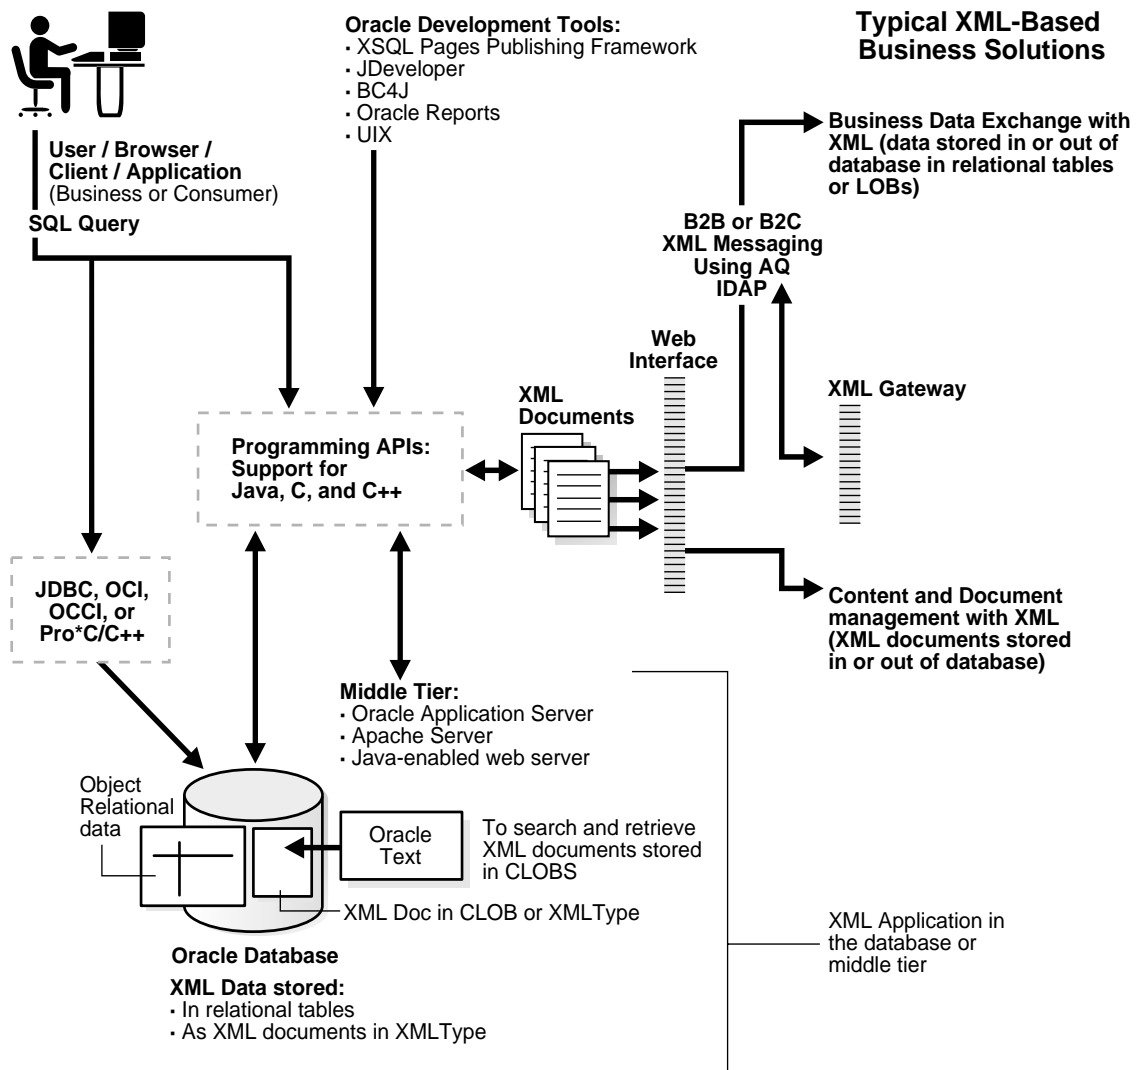 Oracle Development Tools:
· XSQL Pages Publishing Framework
· JDeveloper
· BC4J
· Oracle Reports
· UIX
Typical XML-Based
Business Solutions
User / Browser /
Client / Application
(Business or Consumer)
SQL Query
Business Data Exchange with
XML (data stored in or out of
database in relational tables
or LOBs)
B2B or B2C
XML Messaging
Using AQ
IDAP
Web
Interface
XML
Documents
XML Gateway
Programming APIs:
Support for
Java, C, and C++
JDBC, OCI,
OCCI, or
Pro*C/C++
Content and Document
management with XML
(XML documents stored
in or out of database)
Middle Tier:
· Oracle Application Server
· Apache Server
· Java-enabled web server
Object
Relational
data
Oracle
Text
To search and retrieve
XML documents stored
in CLOBS
XML Doc in CLOB or XMLType
Oracle Database
XML Data stored:
· In relational tables
· As XML documents in XMLType
XML Application in
the database or
middle tier